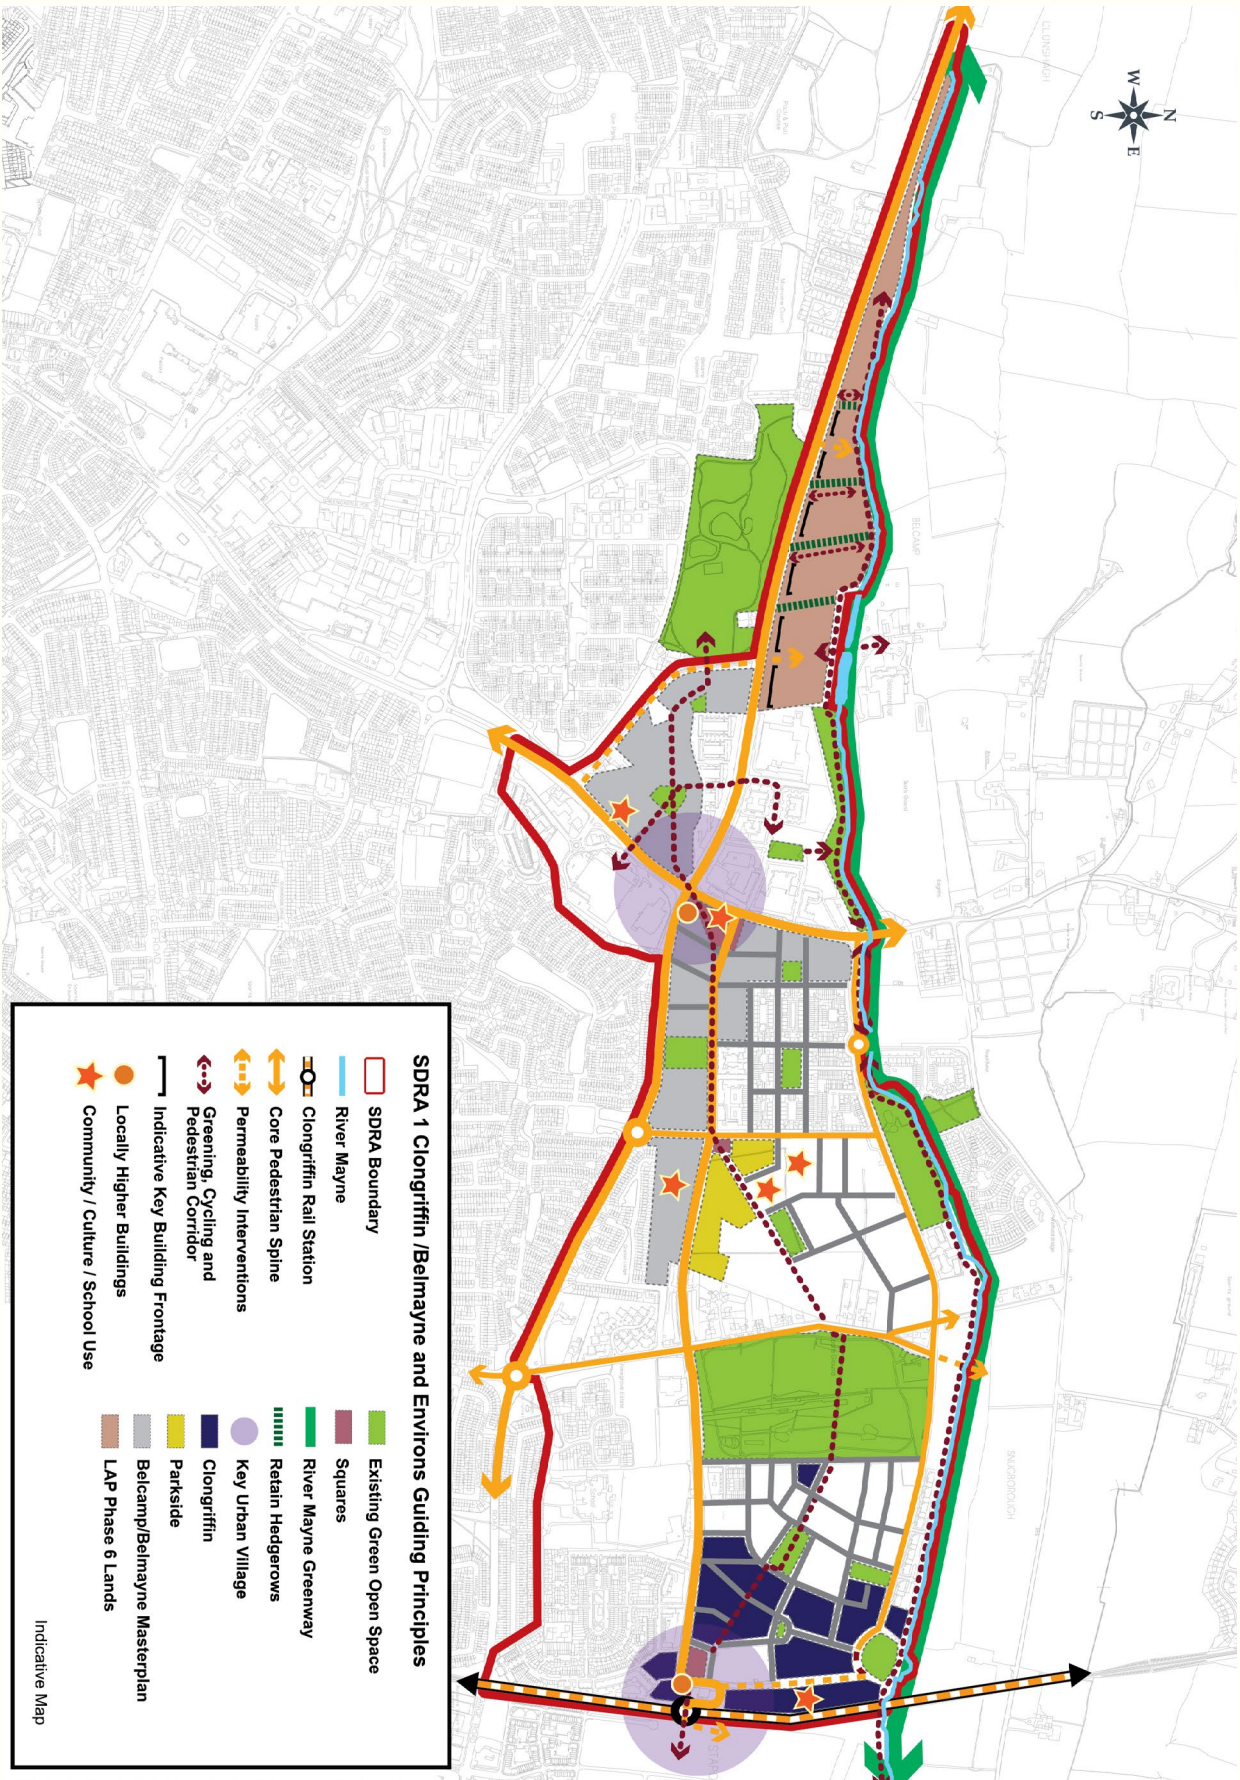 N
W
E
S
BELCAMP
SNUGBOROUGH
SDRA 1 Clongriffin /Belmayne and Environs Guiding Principles
SDRA Boundary
River Mayne
Clongriffin Rail Station
Core Pedestrian Spine
Permeability Interventions
Greening, Cycling and
Pedestrian Corridor
Indicative Key Building Frontage
Locally Higher Buildings
Community / Culture / School Use
Existing Green Open Space
Squares
River Mayne Greenway
Retain Hedgerows
Key Urban Village
Clongriffin
Parkside
Belcamp/Belmayne Masterplan
LAP Phase 6 Lands
Indicative Map